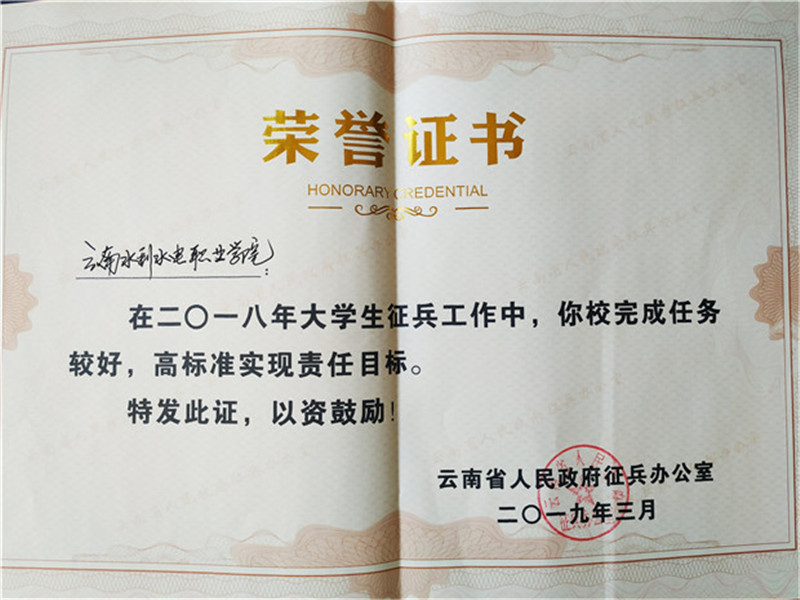 荣誉证书
HONORARY CREDENTIAL
云南水利水电职业学院：
在二〇一八年大学生征兵工作中，你校完成任务
较好，高标准实现责任目标。
特发此证，以资鼓励！
云南省人民政府征兵办公室
二〇一九年三月